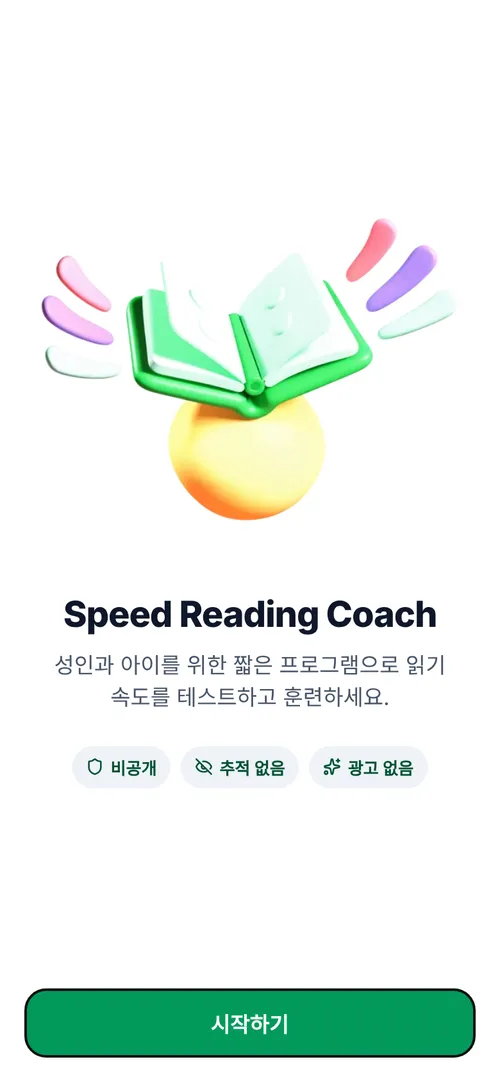 Speed Reading Coach
성인과 아이를 위한 짧은 프로그램으로 읽기
속도를 테스트하고 훈련하세요.
비공개
추적 없음
광고 없음
시작하기